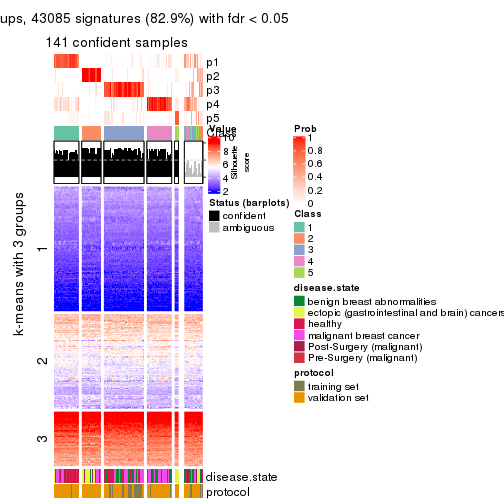 ups, 43085 signatures (82.9%) with fdr < 0.05
141 confident samples
p1
p2
p3
p4
p5
Class
Value
10
8
6
4
2
Silhouette
score
Prob
1
0.8
0.6
0.4
0.2
0
Status (barplots)
confident
ambiguous
Class
1
2
3
4
5
disease.state
benign breast abnormalities
ectopic (gastrointestinal and brain) cancers
healthy
malignant breast cancer
Post-Surgery (malignant)
Pre-Surgery (malignant)
protocol
training set
validation set
k-means with 3 groups
1
2
3
disease.state
protocol